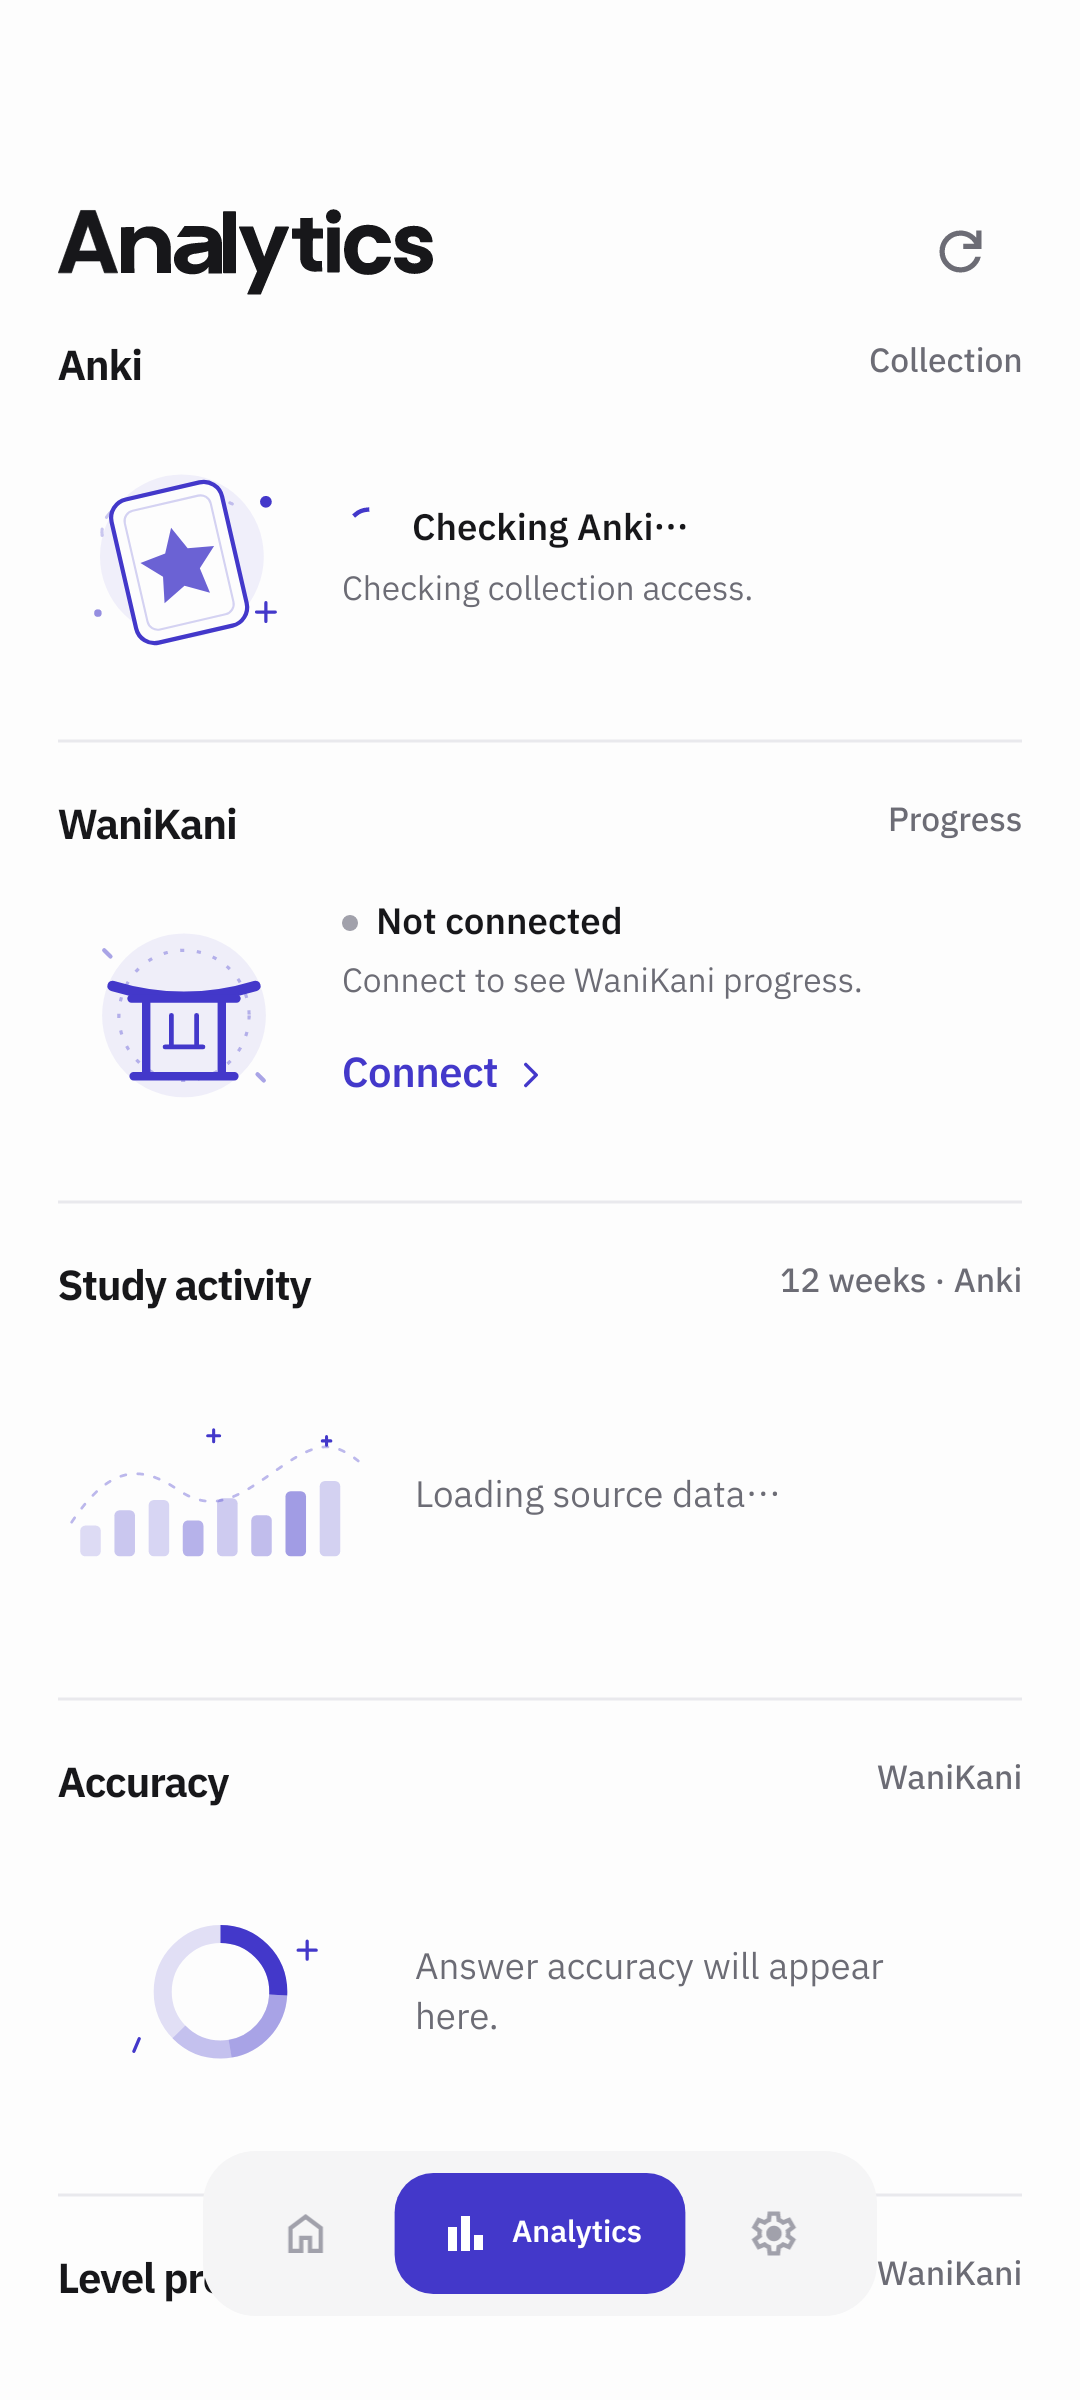 Analytics
Anki
Collection
Checking Anki···
Checking collection access.
WaniKani
Progress
Not connected
Connect to see WaniKani progress.
Connect
Study activity
12 weeks · Anki
Loading source data···
Accuracy
WaniKani
Answer accuracy will appear
here.
Level
WaniKani
Analytics